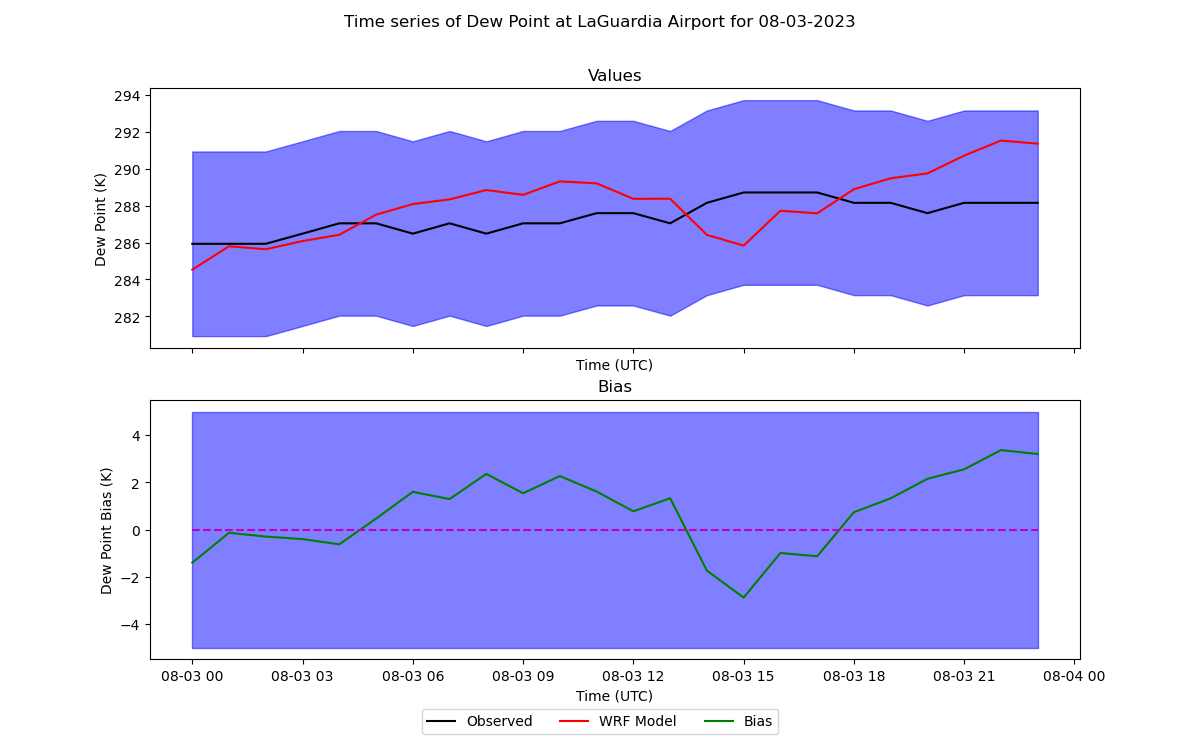 Time series of Dew Point at LaGuardia Airport for 08-03-2023
Values
294
292
290
288
286
284
282
Dew Point (K)
Time (UTC)
Bias
4
2
0
−2
−4
Dew Point Bias (K)
08-03 00 08-03 03 08-03 06 08-03 09 08-03 12 08-03 15 08-03 18 08-03 21 08-04 00
Time (UTC)
Observed WRF Model Bias